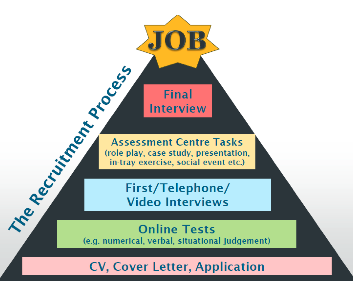 JOB
The Recruitment Process
Final
Interview
Assessment Centre Tasks
(role play, case study, presentation,
in tray exercise, social event etc.)
First/Telephone/
Video Interviews
Online Tests
(e.g. numerical, verbal, situational judgement)
CV, Cover Letter, Application